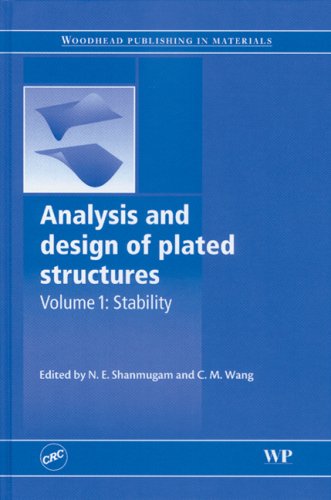 WOODHEAD PUBLISHING IN MATERIALS
Analysis and
design of plated
structures
Volume 1: Stability
Edited by N. E. Shanmugam and C. M. Wang
CRC
WP